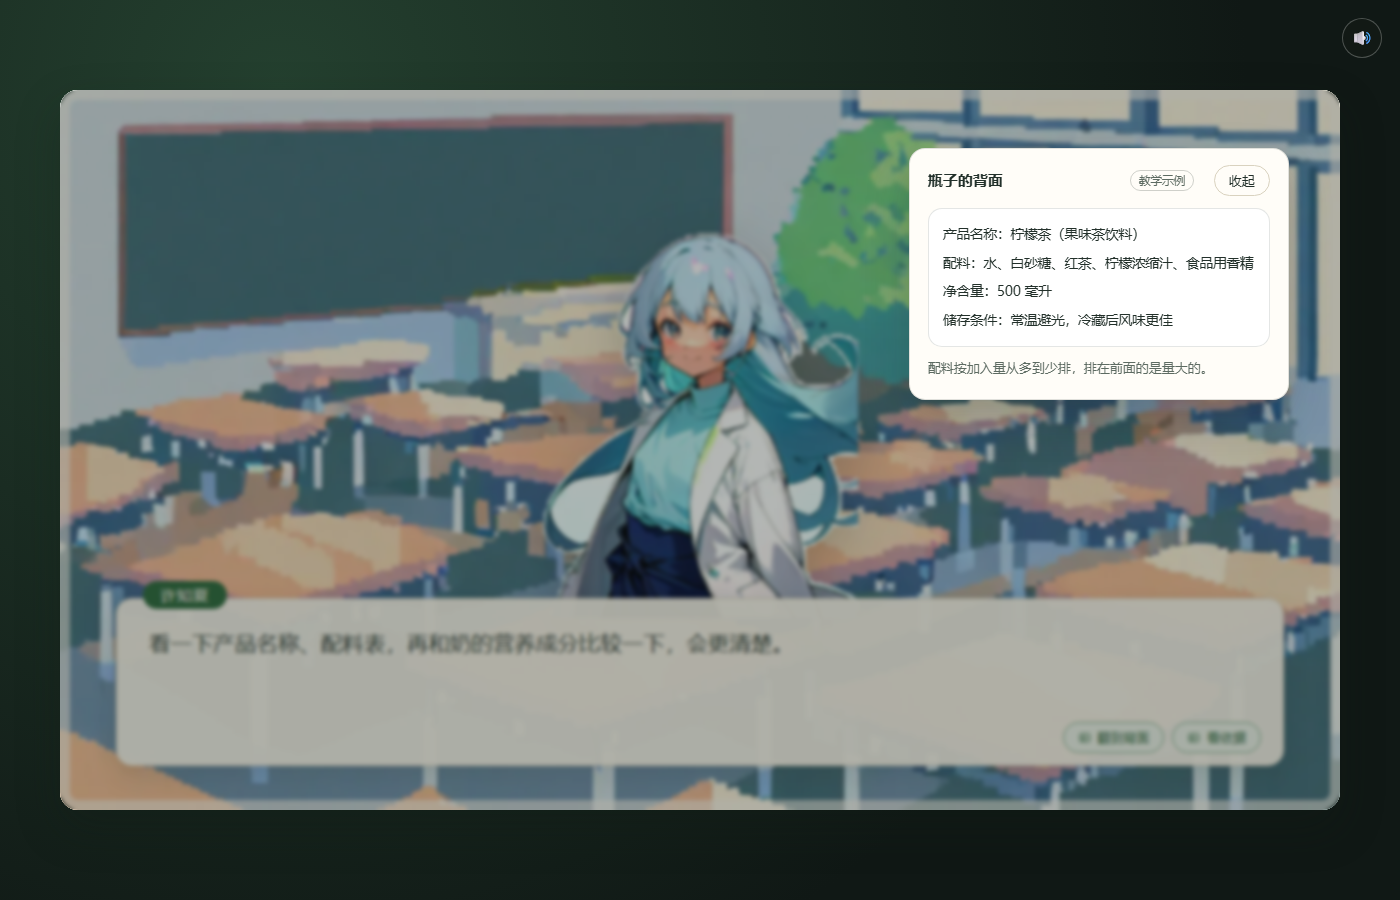 瓶子的背面
教学示例
收起
产品名称：柠檬茶（果味茶饮料）
配料：水、白砂糖、红茶、柠檬浓缩汁、食品用香精
净含量：500 毫升
储存条件：常温避光，冷藏后风味更佳
配料按加入量从多到少排，排在前面的是量大的。
看一下产品名称、配料表，再和奶的营养成分比较一下，会更清楚。